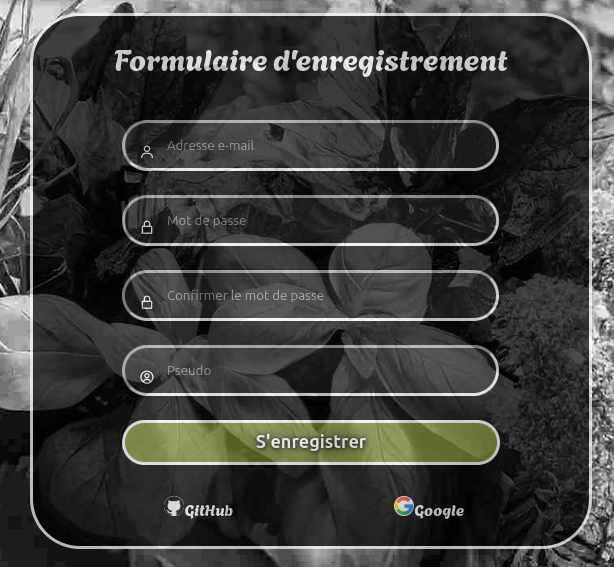 Formulaire d'enregistrement
Adresse e-mail
Mot de passe
Confirmer le mot de passe
Pseudo
S'enregistrer
GitHub
Google